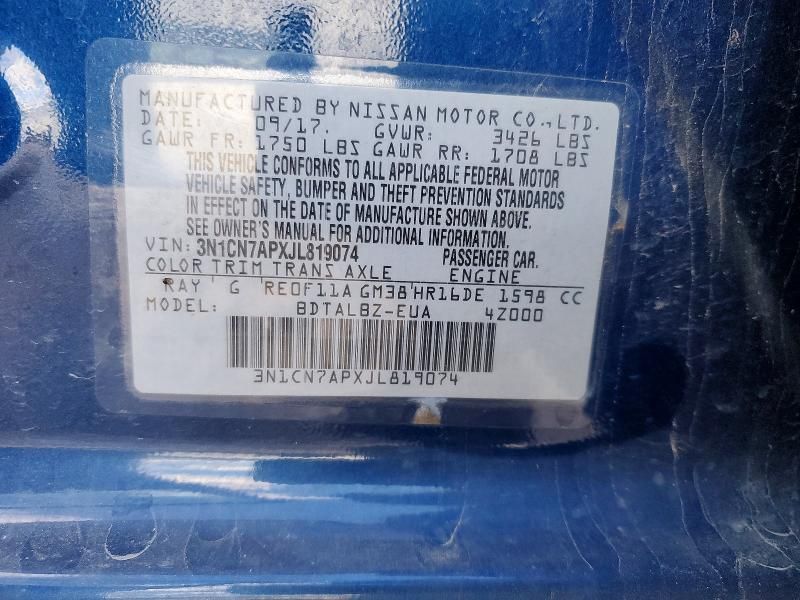 MANUFACTURED BY NISSAN MOTOR CO., LTD.
DATE: 09/17. GVWR: 3426 LBS
GAWR FR: 1750 LBS GAWR RR: 1708 LBS
THIS VEHICLE CONFORMS TO ALL APPLICABLE FEDERAL MOTOR
VEHICLE SAFETY, BUMPER AND THEFT PREVENTION STANDARDS
IN EFFECT ON THE DATE OF MANUFACTURE SHOWN ABOVE.
SEE OWNER'S MANUAL FOR ADDITIONAL INFORMATION.
VIN: 3N1CN7APXJL819074 PASSENGER CAR.
COLOR TRIM TRANS AXLE ENGINE
RAY G RE0F11A GM38 HR16DE 1598 CC
MODEL: BDTALBZ-EUA 4Z000
3N1CN7APXJL819074